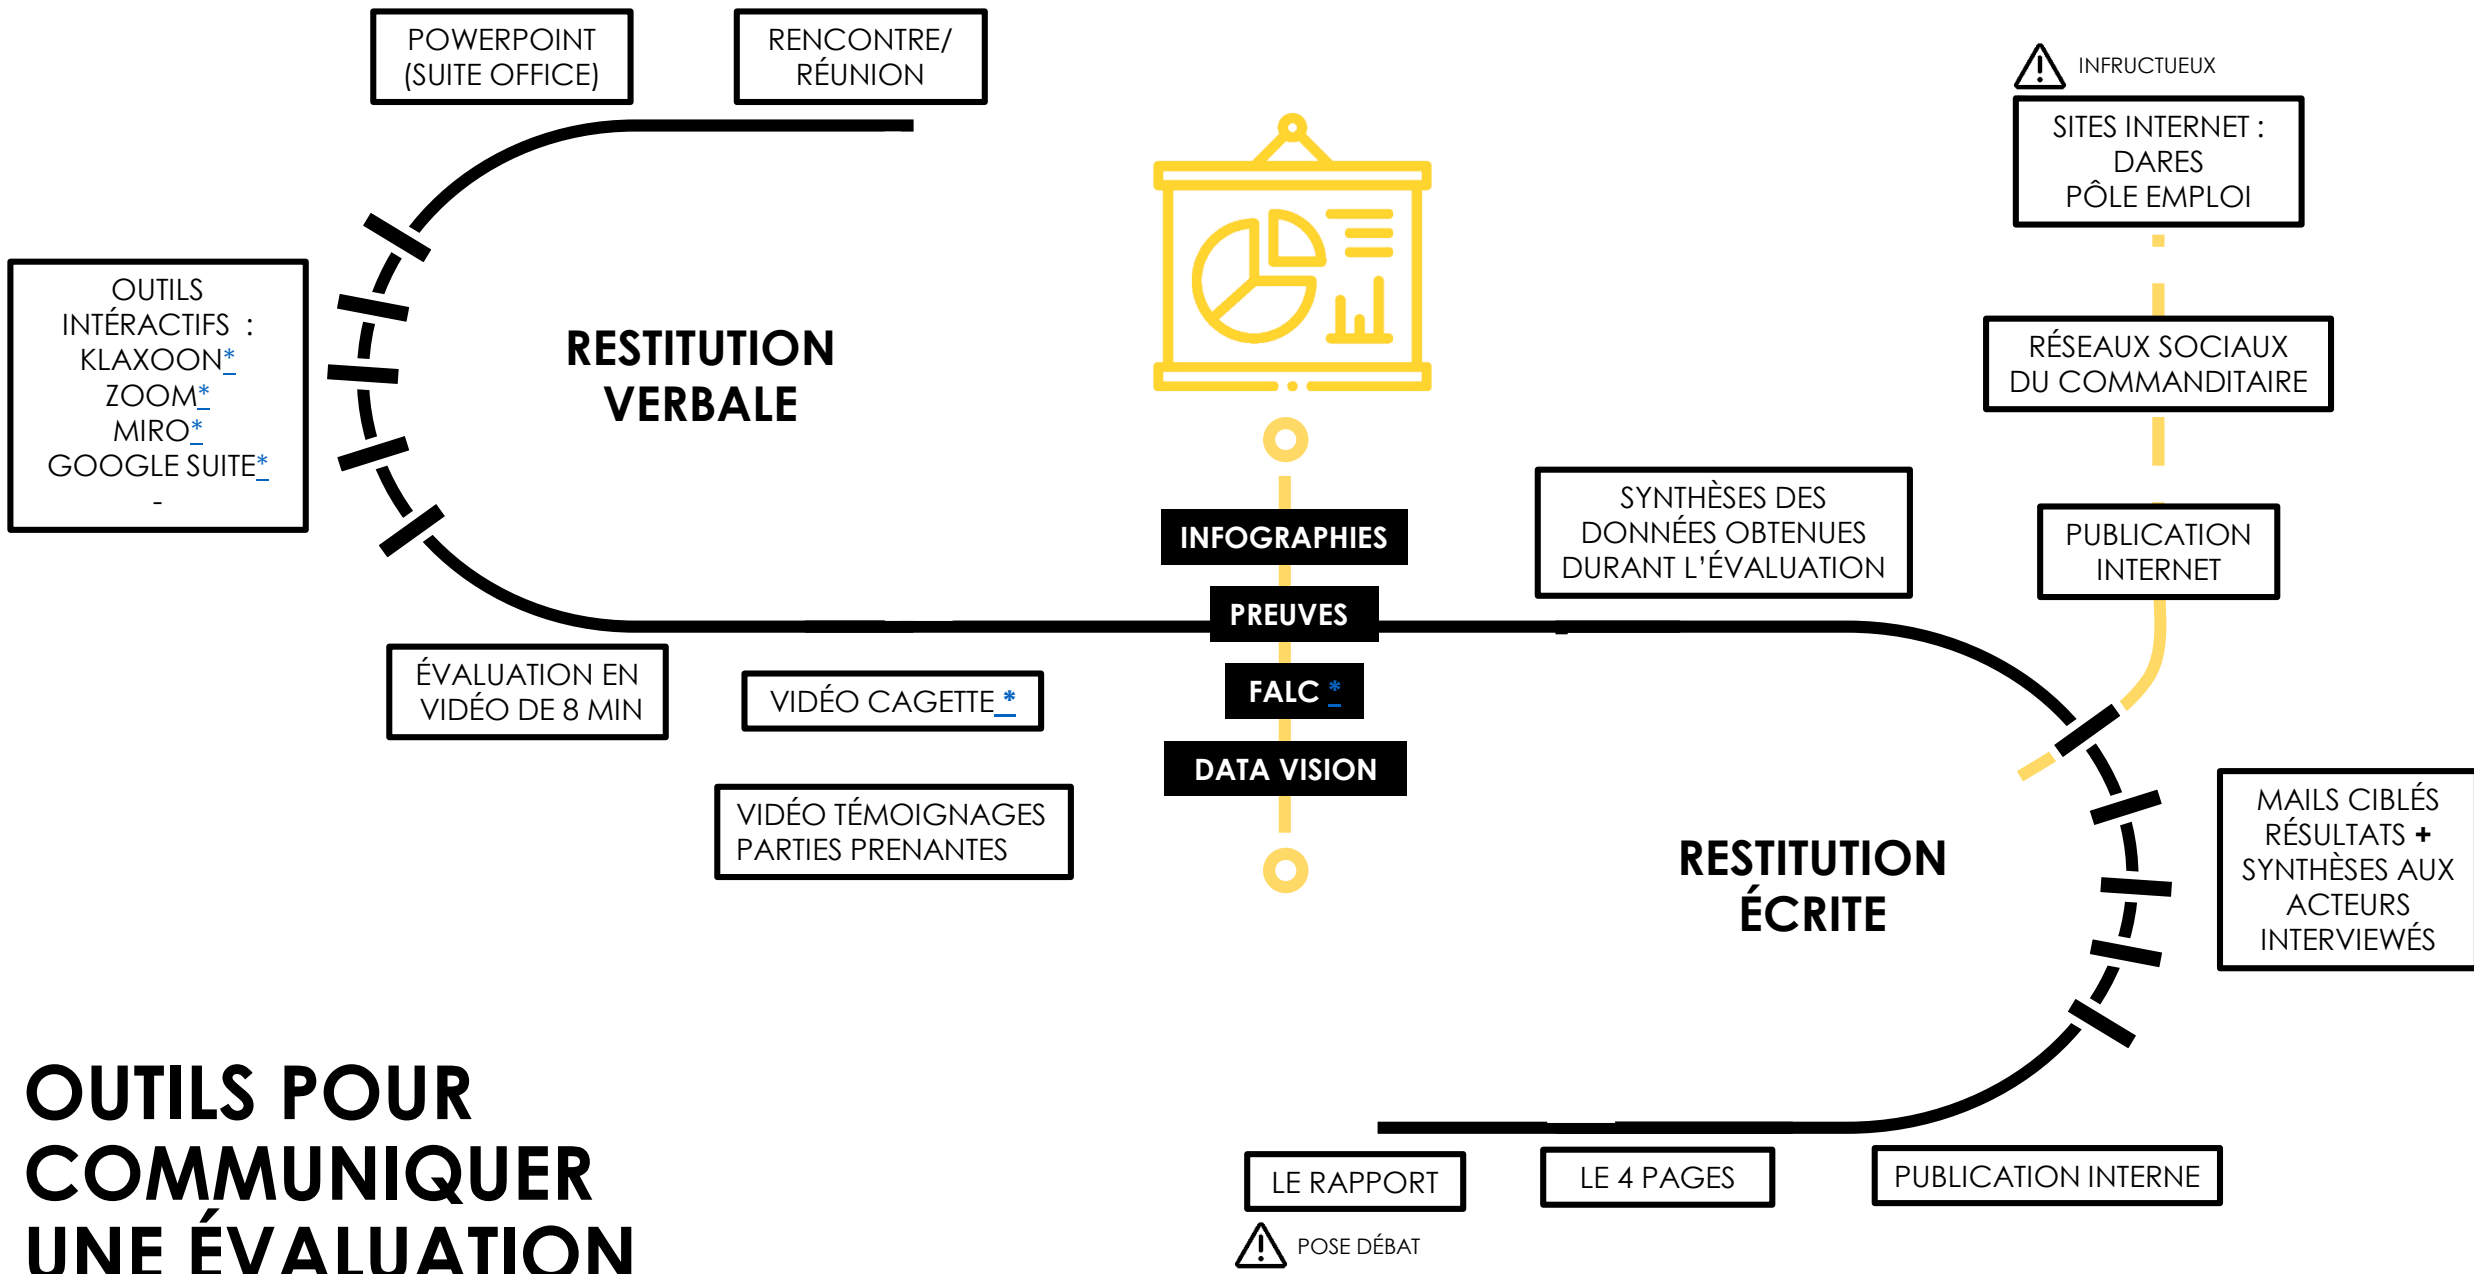 POWERPOINT
(SUITE OFFICE)
RENCONTRE/
RÉUNION
OUTILS
INTÉRACTIFS :
KLAXOON*
ZOOM*
MIRO*
GOOGLE SUITE*
-
RESTITUTION
VERBALE
ÉVALUATION EN
VIDÉO DE 8 MIN
VIDÉO CAGETTE *
VIDÉO TÉMOIGNAGES
PARTIES PRENANTES
INFOGRAPHIES
PREUVES
FALC *
DATA VISION
SYNTHÈSES DES
DONNÉES OBTENUES
DURANT L’ÉVALUATION
INFRUCTUEUX
SITES INTERNET :
DARES
PÔLE EMPLOI
RÉSEAUX SOCIAUX
DU COMMANDITAIRE
PUBLICATION
INTERNET
MAILS CIBLÉS
RÉSULTATS +
SYNTHÈSES AUX
ACTEURS
INTERVIEWÉS
RESTITUTION
ÉCRITE
LE RAPPORT
POSE DÉBAT
LE 4 PAGES
PUBLICATION INTERNE
OUTILS POUR
COMMUNIQUER
UNE ÉVALUATION